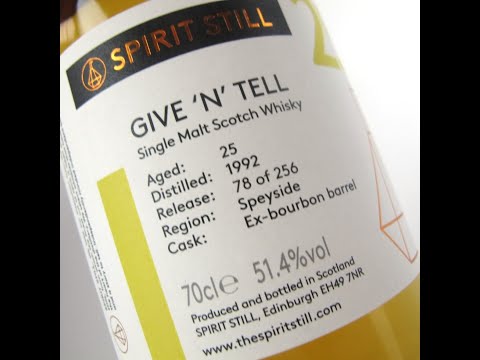 SPIRIT STILL
GIVE 'N' TELL
Single Malt Scotch Whisky
Aged: 25
Distilled: 1992
Release: 78 of 256
Region: Speyside
Cask: Ex-bourbon barrel
70cl℮ 51.4%vol
Produced and bottled in Scotland
SPIRIT STILL, Edinburgh EH49 7NR
www.thespiritstill.com